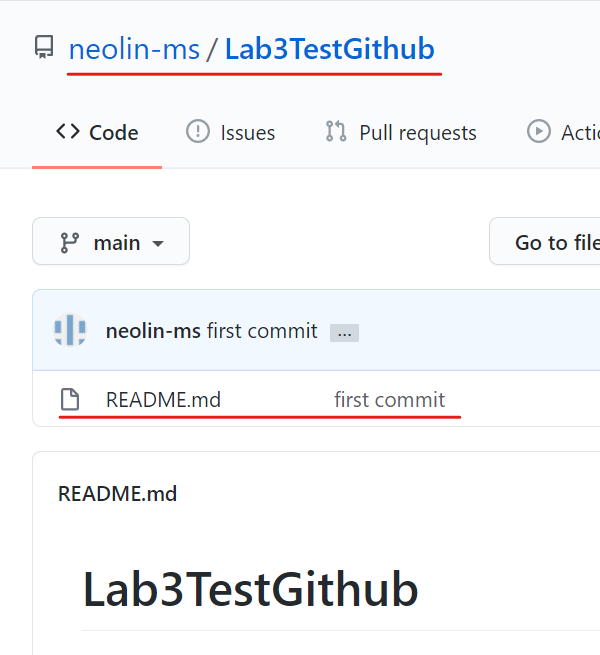 neolin-ms / Lab3TestGithub
Code Issues Pull requests Acti
main Go to file
neolin-ms first commit ...
README.md first commit
README.md
Lab3TestGithub